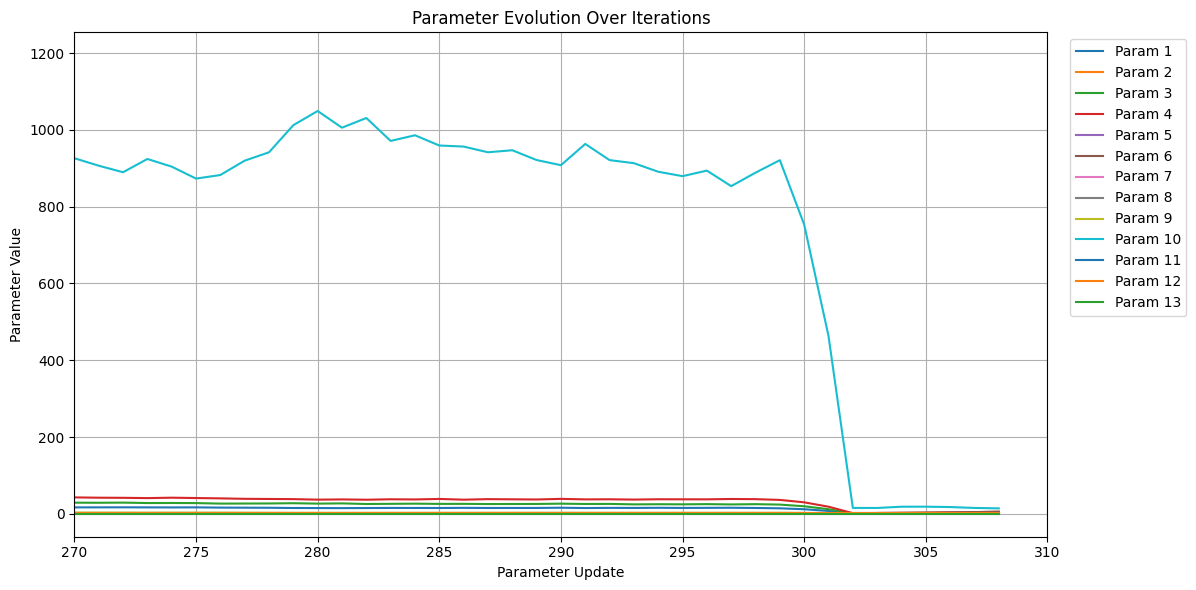 Parameter Evolution Over Iterations
1200
1000
800
600
400
200
0
Parameter Value
270 275 280 285 290 295 300 305 310
Parameter Update
Param 1
Param 2
Param 3
Param 4
Param 5
Param 6
Param 7
Param 8
Param 9
Param 10
Param 11
Param 12
Param 13